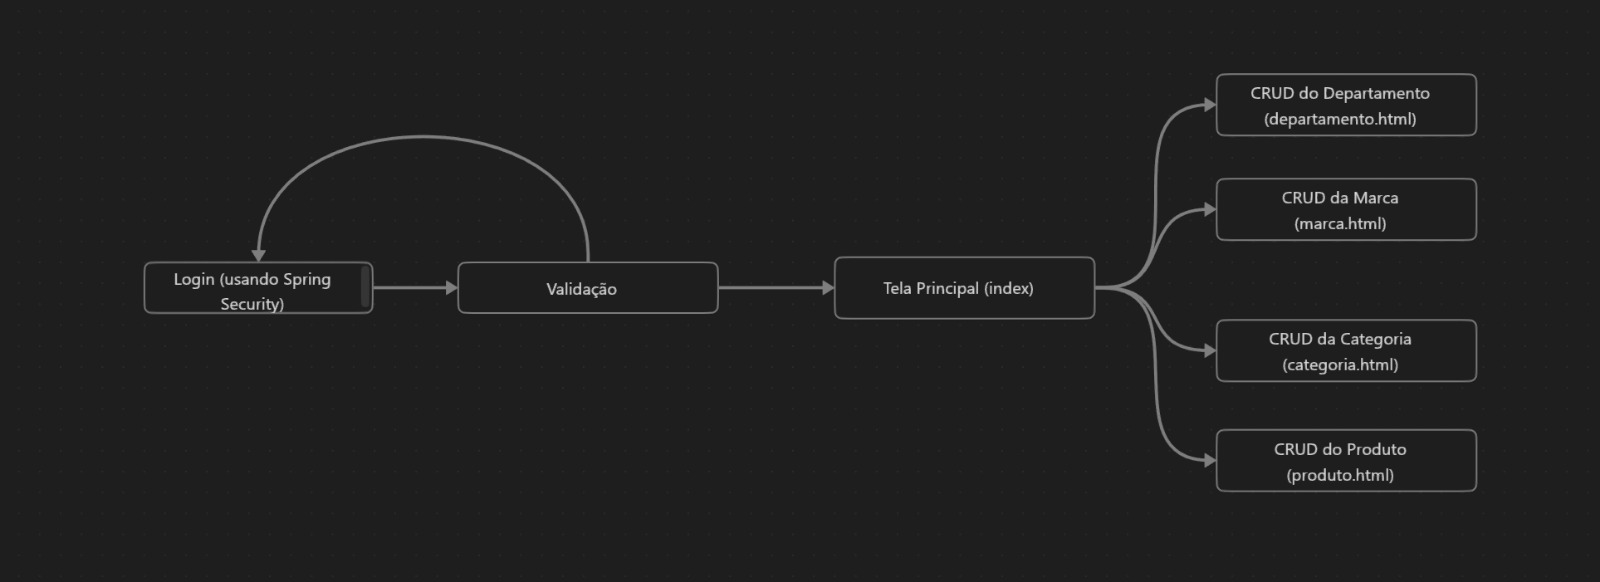 Login (usando Spring
Security)
Validação
Tela Principal (index)
CRUD do Departamento
(departamento.html)
CRUD da Marca
(marca.html)
CRUD da Categoria
(categoria.html)
CRUD do Produto
(produto.html)